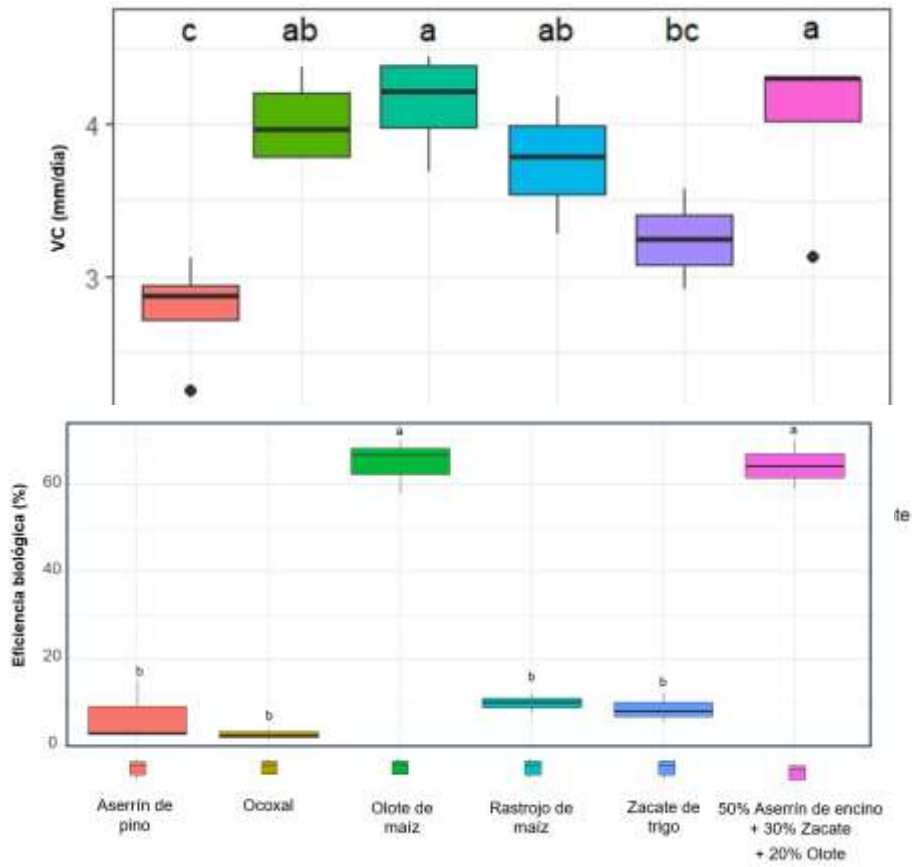 c ab a ab bc a
4
3
VC (mm/día)
a a
60
te
40
20
b b b b
0
Eficiencia biológica (%)
Aserrín de pino
Ocoxal
Olote de maíz
Rastrojo de maíz
Zacate de trigo
50% Aserrín de encino
+ 30% Zacate
+ 20% Olote